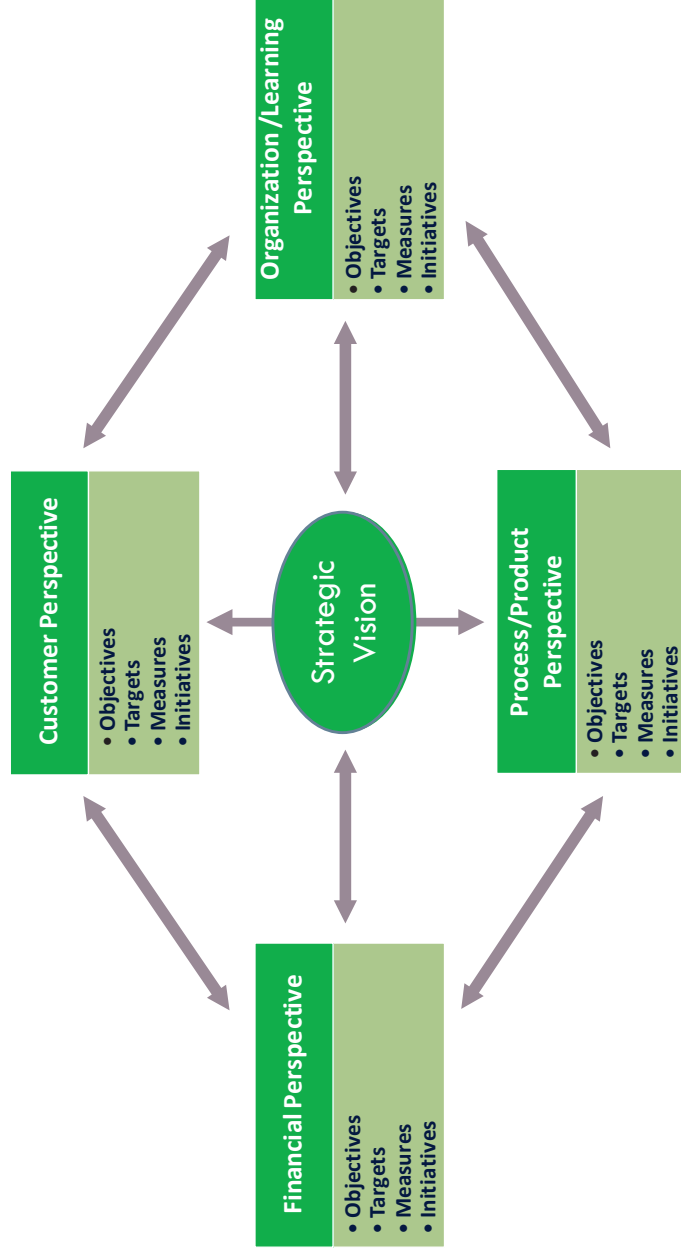 Customer Perspective
• Objectives
• Targets
• Measures
• Initiatives
Financial Perspective
• Objectives
• Targets
• Measures
• Initiatives
Strategic
Vision
Organization /Learning
Perspective
• Objectives
• Targets
• Measures
• Initiatives
Process/Product
Perspective
• Objectives
• Targets
• Measures
• Initiatives